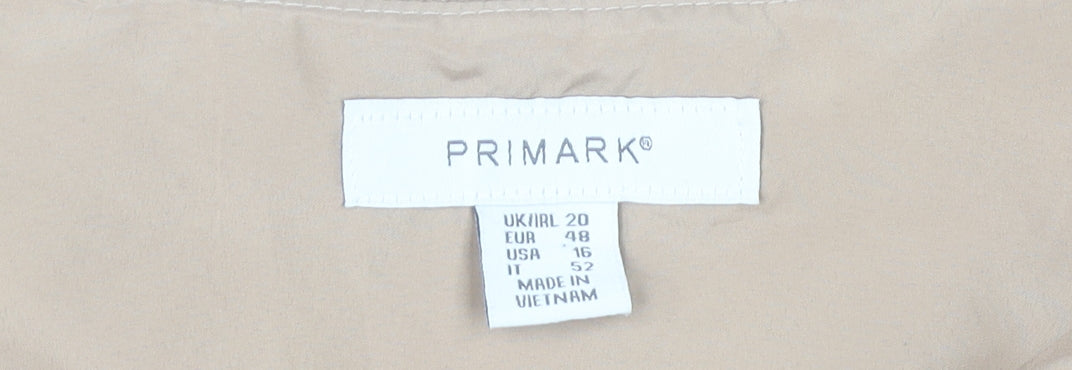 PRIMARK®
UK/IRL 20
EUR 48
USA 16
IT 52
MADE IN
VIETNAM